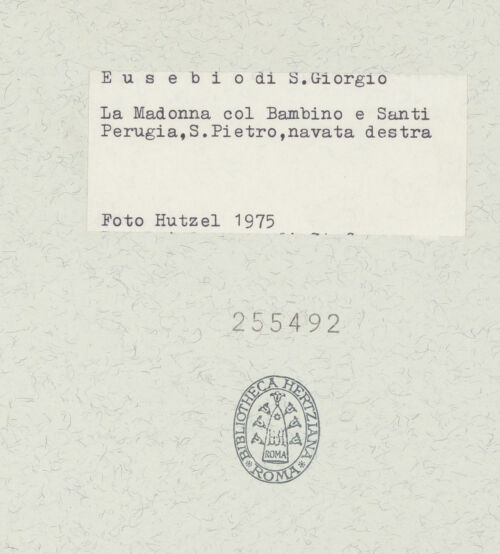 E u s e b i o di S.Giorgio
La Madonna col Bambino e Santi
Perugia,S.Pietro,navata destra
Foto Hutzel 1975
255492
BIBLIOTHECA HERTZIANA
ROMA
ROMA